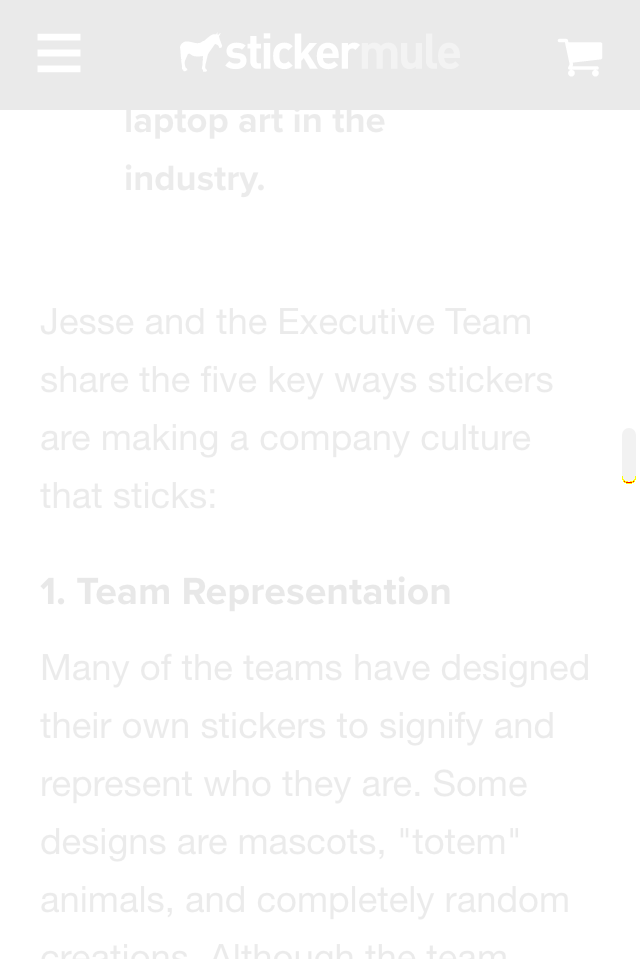 stickermule
laptop art in the
industry.
Jesse and the Executive Team
share the five key ways stickers
are making a company culture
that sticks:
1. Team Representation
Many of the teams have designed
their own stickers to signify and
represent who they are. Some
designs are mascots, "totem"
animals, and completely random
creations. Although the team